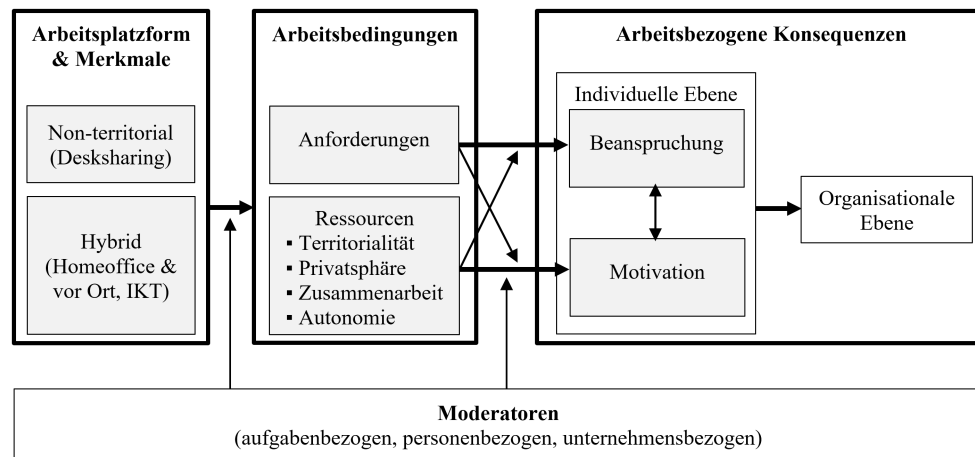 Arbeitsplatzform
& Merkmale
Non-territorial
(Desksharing)
Hybrid
(Homeoffice &
vor Ort, IKT)
Arbeitsbedingungen
Anforderungen
Ressourcen
▪ Territorialität
▪ Privatsphäre
▪ Zusammenarbeit
▪ Autonomie
Arbeitsbezogene Konsequenzen
Individuelle Ebene
Beanspruchung
Motivation
Organisationale
Ebene
Moderatoren
(aufgabenbezogen, personenbezogen, unternehmensbezogen)